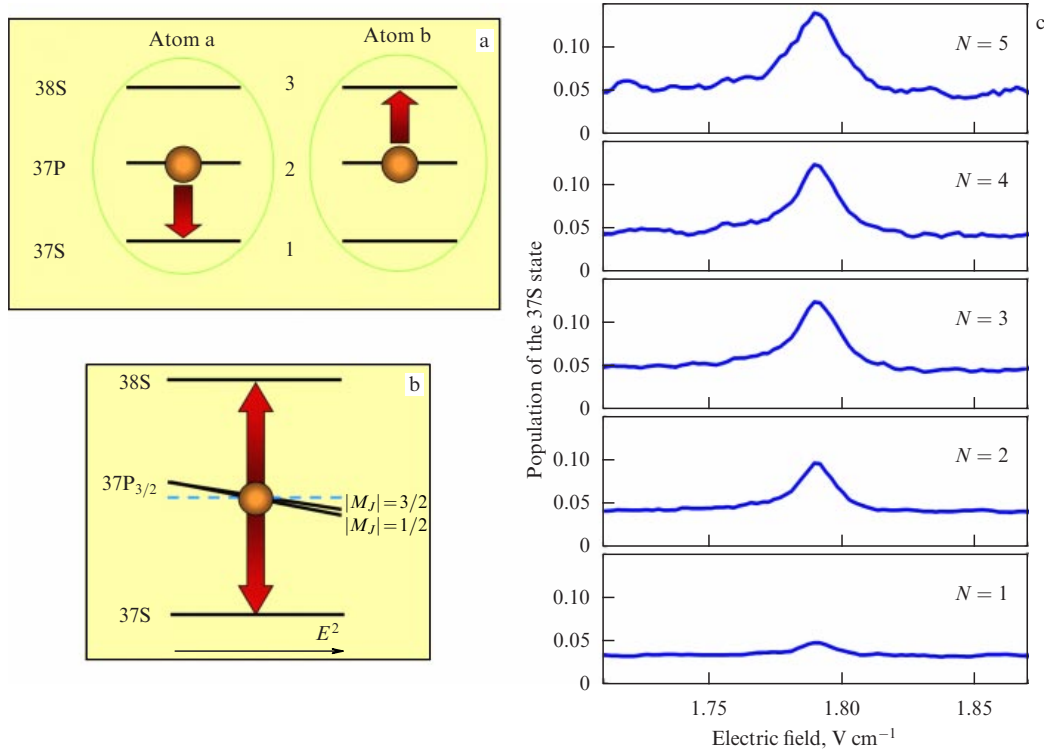 a
Atom a
Atom b
38S
3
37P
2
37S
1
b
38S
37P3/2
|MJ| = 3/2
|MJ| = 1/2
37S
E²
c
Population of the 37S state
0.10
0.05
0
N = 5
0.10
0.05
0
N = 4
0.10
0.05
0
N = 3
0.10
0.05
0
N = 2
0.10
0.05
0
N = 1
1.75
1.80
1.85
Electric field, V cm⁻¹